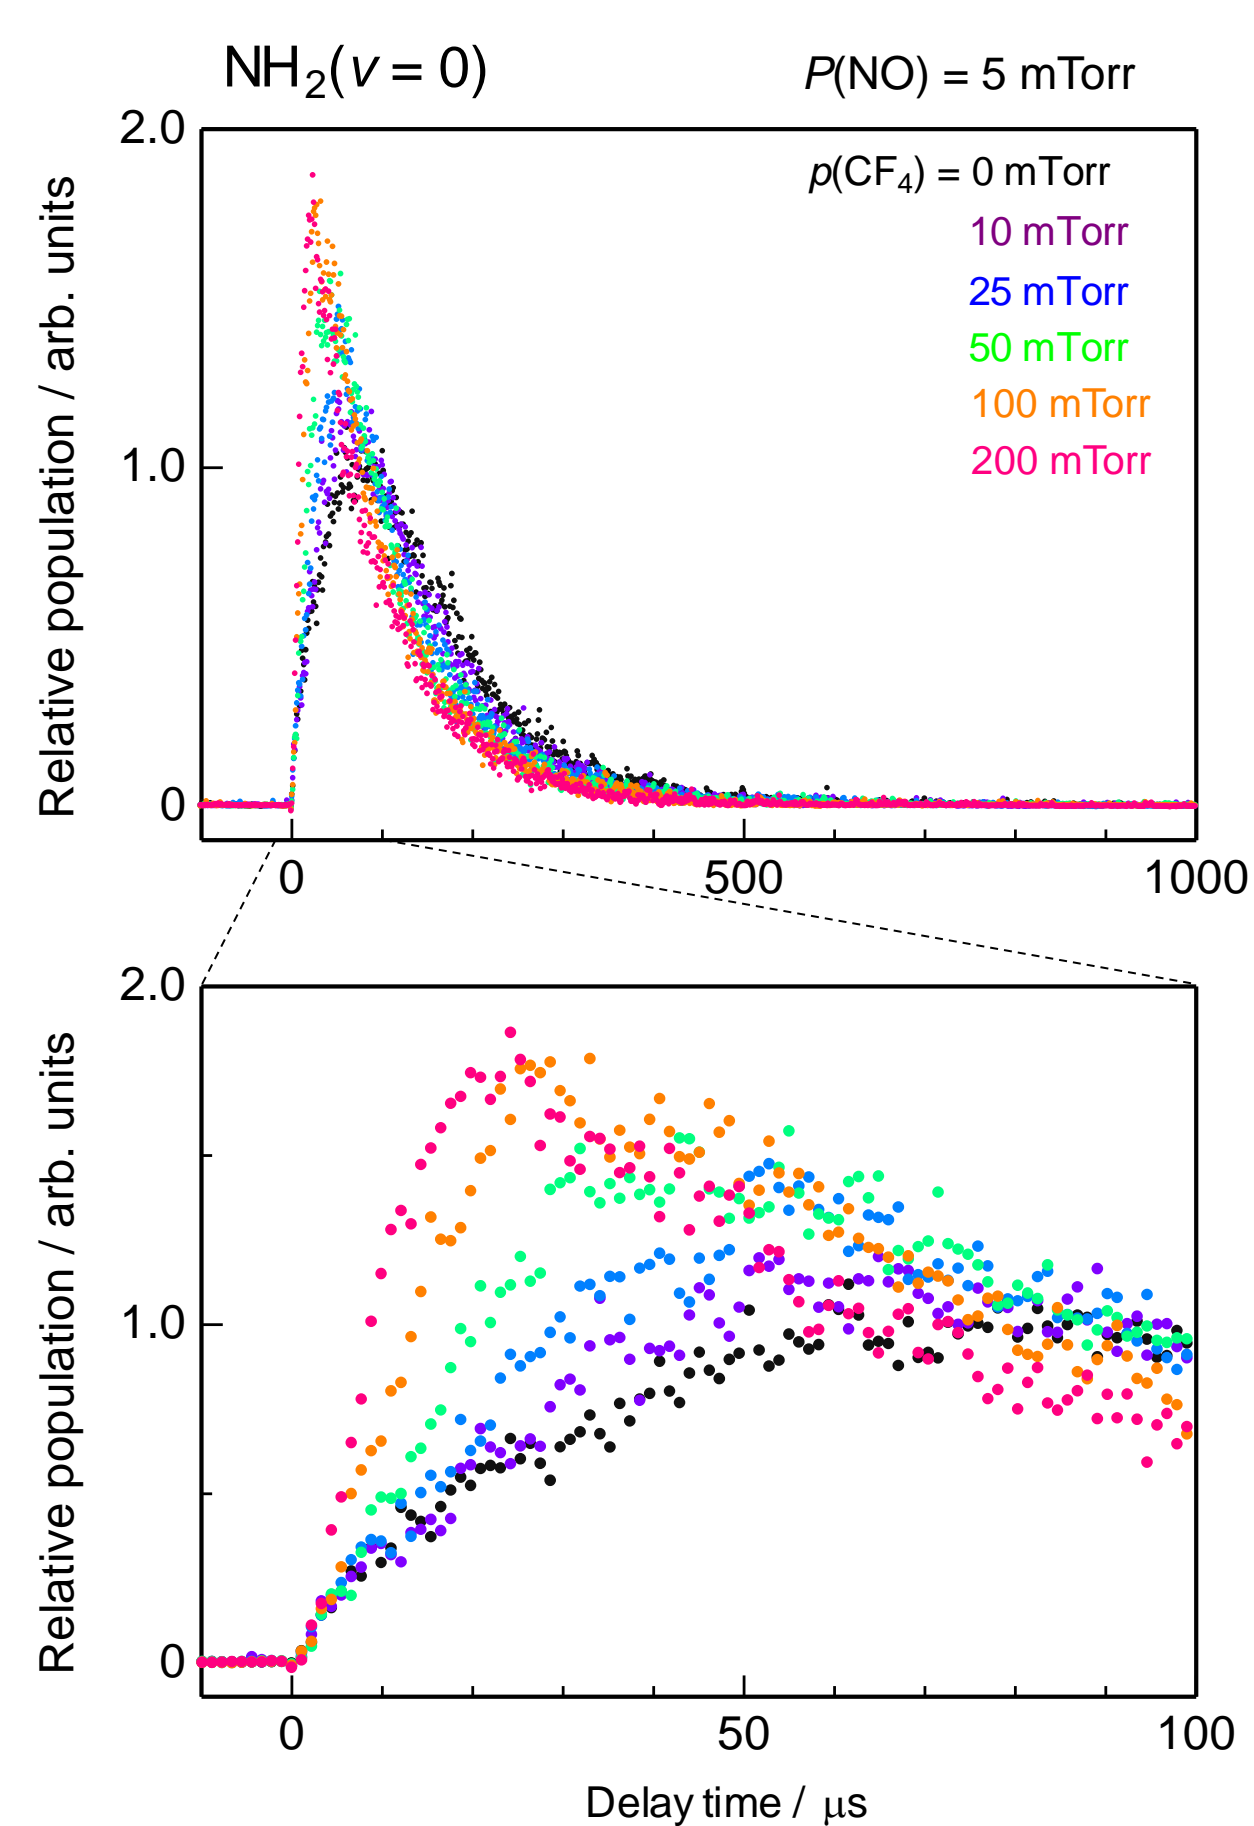 NH₂(v = 0)
P(NO) = 5 mTorr
2.0
p(CF₄) = 0 mTorr
10 mTorr
25 mTorr
50 mTorr
100 mTorr
200 mTorr
1.0
0
Relative population / arb. units
0 500 1000
2.0
1.0
0
Relative population / arb. units
0 50 100
Delay time / μs